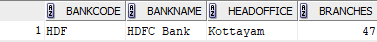 BANKCODE BANKNAME HEADOFFICE BRANCHES
1 HDF HDFC Bank Kottayam 47